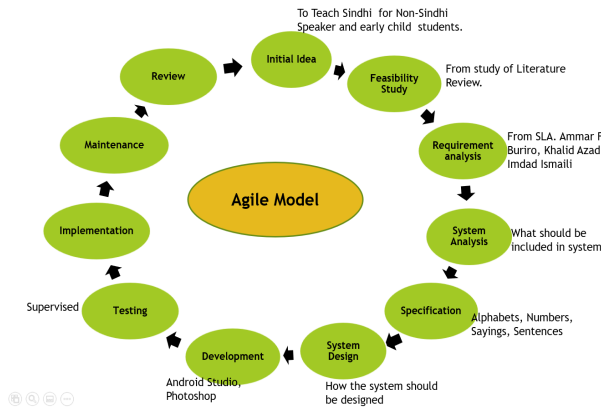 To Teach Sindhi for Non-Sindhi
Speaker and early child students.
Initial Idea
Feasibility
Study
From study of Literature
Review.
Requirement
analysis
From SLA. Ammar F
Buriro, Khalid Azad
Imdad Ismaili
System
Analysis
What should be
included in system
Specification
Alphabets, Numbers,
Sayings, Sentences
System
Design
How the system should
be designed
Development
Android Studio,
Photoshop
Testing
Supervised
Implementation
Maintenance
Review
Agile Model